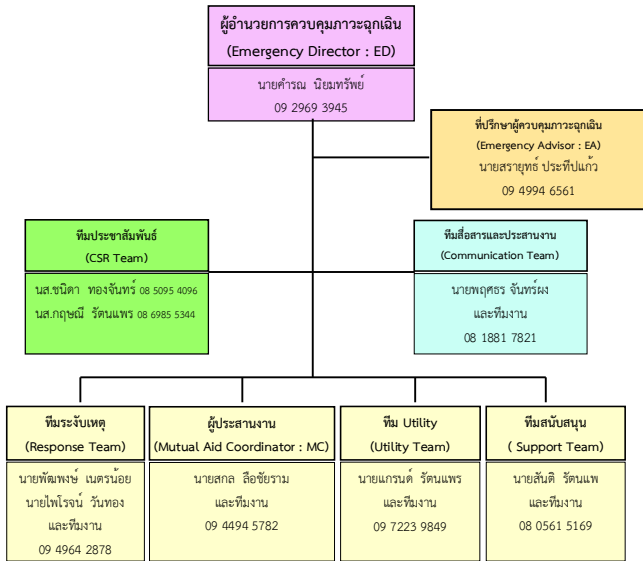 ผู้อำนวยการควบคุมภาวะฉุกเฉิน
(Emergency Director : ED)
นายคำรณ นิยมทรัพย์
09 2969 3945
ที่ปรึกษาผู้ควบคุมภาวะฉุกเฉิน
(Emergency Advisor : EA)
นายสรายุทธ์ ประทีปแก้ว
09 4994 6561
ทีมประชาสัมพันธ์
(CSR Team)
นส.ชนิดา ทองจันทร์ 08 5095 4096
นส.กฤษณี รัตนแพร 08 6985 5344
ทีมสื่อสารและประสานงาน
(Communication Team)
นายพฤศธร จันทร์ผง
และทีมงาน
08 1881 7821
ทีมระงับเหตุ
(Response Team)
นายพัฒพงษ์ เนตรน้อย
นายไพโรจน์ วันทอง
และทีมงาน
09 4964 2878
ผู้ประสานงาน
(Mutual Aid Coordinator : MC)
นายสกล ลือชัยราม
และทีมงาน
09 4494 5782
ทีม Utility
(Utility Team)
นายแกรนด์ รัตนแพร
และทีมงาน
09 7223 9849
ทีมสนับสนุน
( Support Team)
นายสันติ รัตนแพ
และทีมงาน
08 0561 5169